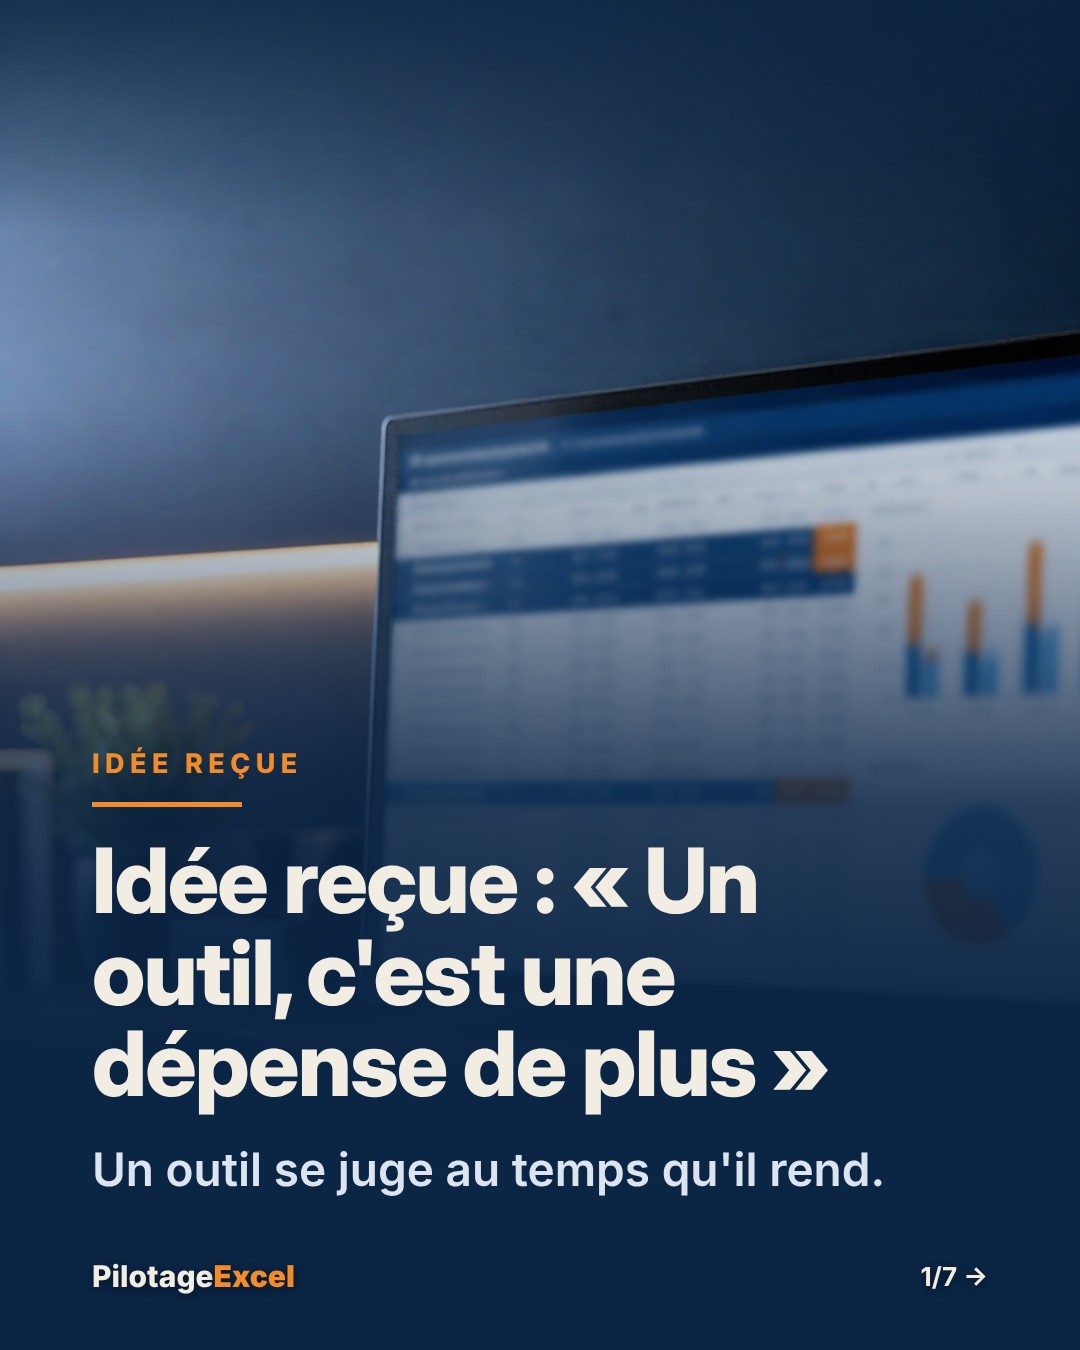 IDÉE REÇUE
Idée reçue : « Un
outil, c'est une
dépense de plus »
Un outil se juge au temps qu'il rend.
PilotageExcel
1/7 →